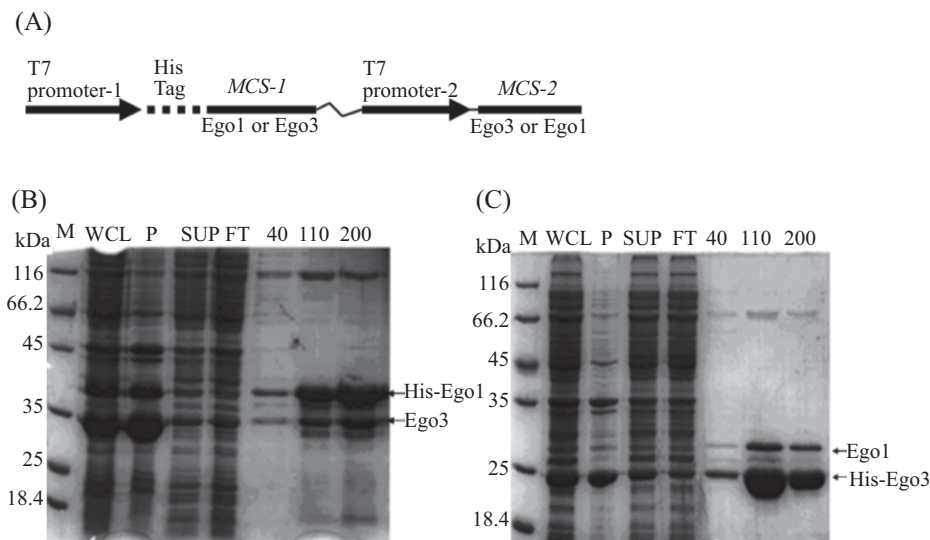 (A)
T7 promoter-1
His Tag
MCS-1
T7 promoter-2
MCS-2
Ego1 or Ego3
Ego3 or Ego1
(B)
kDa M WCL P SUP FT 40 110 200
116
66.2
45
35
25
18.4
His-Ego1
Ego3
(C)
kDa M WCL P SUP FT 40 110 200
116
66.2
45
35
25
18.4
Ego1
His-Ego3